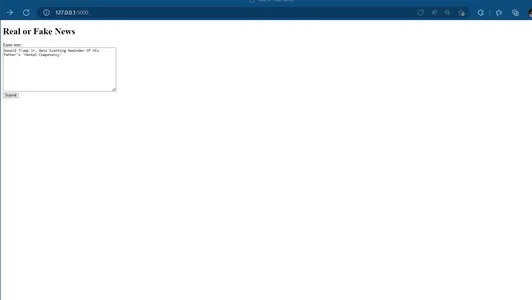 127.0.0.1:5000
Real or Fake News
Enter text:
Donald Trump Jr. Gets Scathing Reminder Of His
Father's 'Mental Competency'
Submit